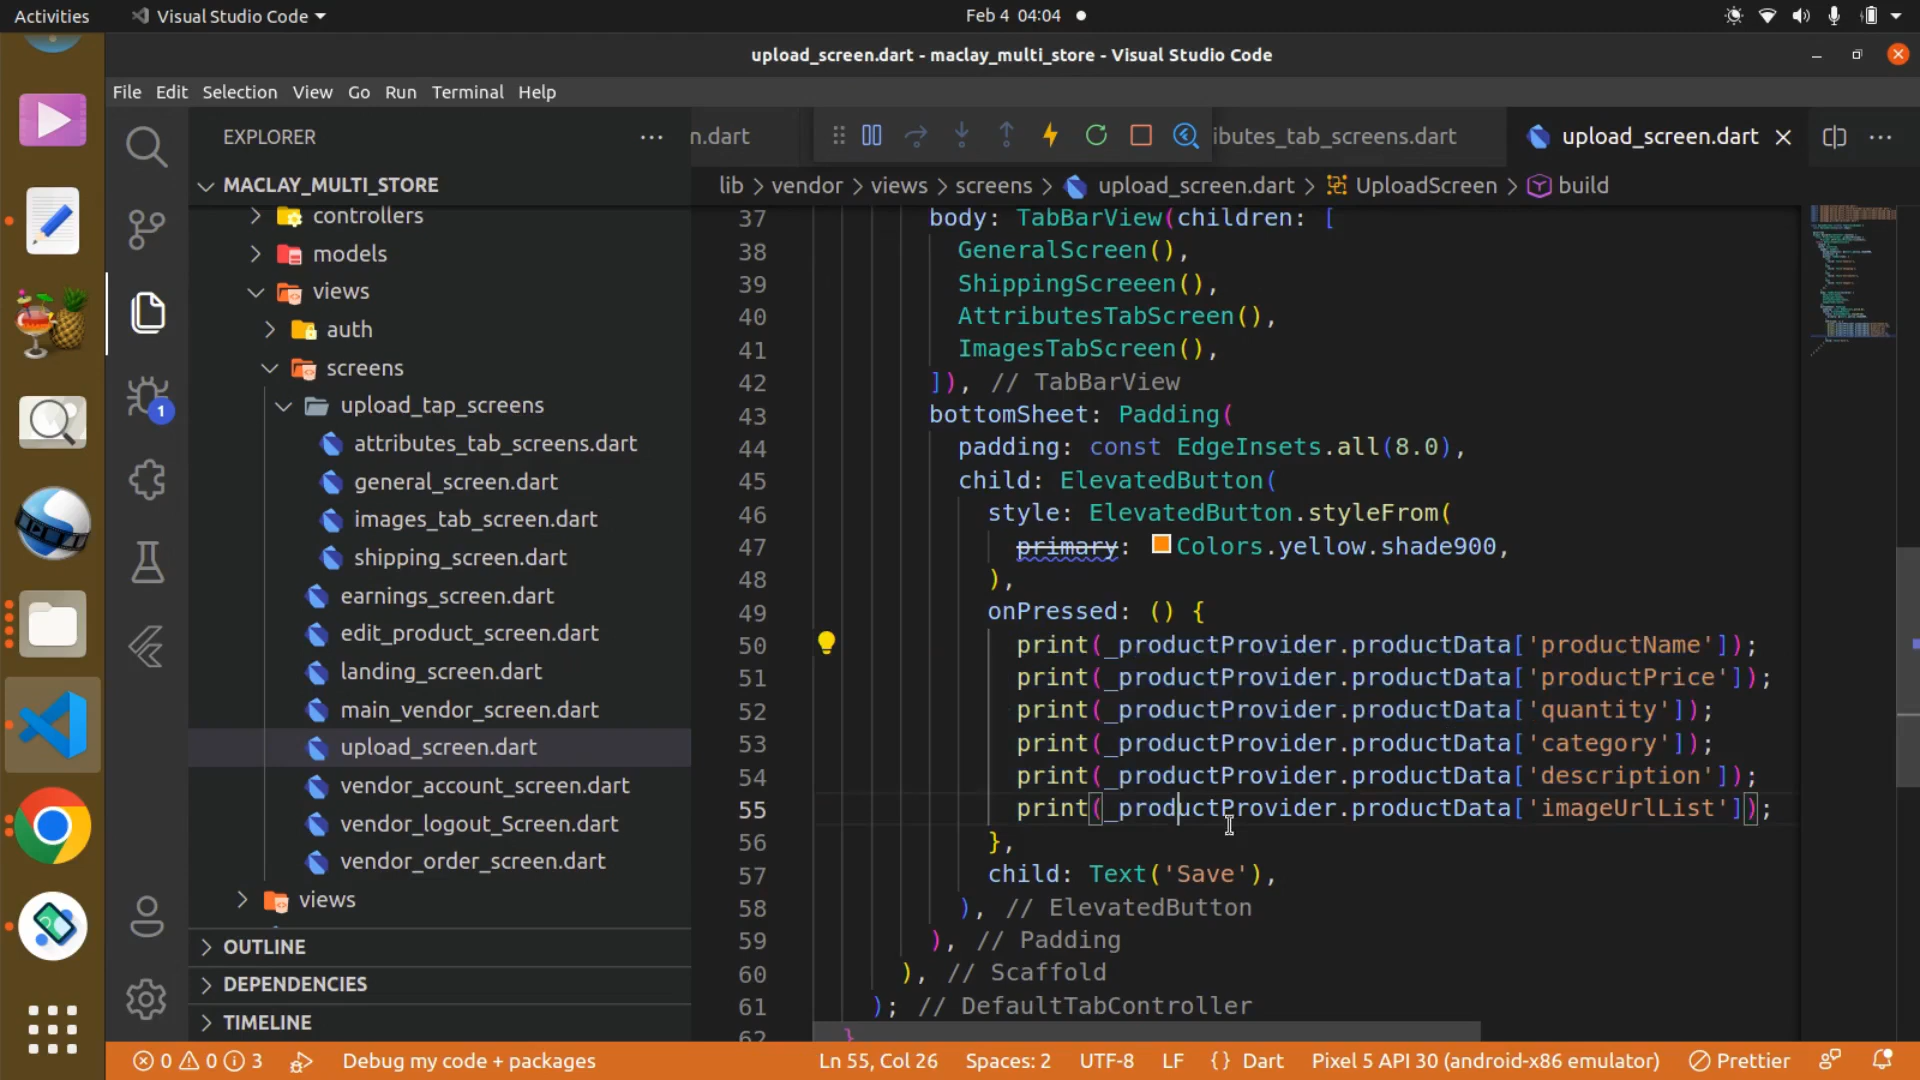 Activities
Visual Studio Code
Feb 4 04:04
upload_screen.dart - maclay_multi_store - Visual Studio Code
File Edit Selection View Go Run Terminal Help
EXPLORER
n.dart
ibutes_tab_screens.dart
upload_screen.dart
MACLAY_MULTI_STORE
lib > vendor > views > screens > upload_screen.dart > UploadScreen > build
controllers
models
views
auth
screens
upload_tap_screens
attributes_tab_screens.dart
general_screen.dart
images_tab_screen.dart
shipping_screen.dart
earnings_screen.dart
edit_product_screen.dart
landing_screen.dart
main_vendor_screen.dart
upload_screen.dart
vendor_account_screen.dart
vendor_logout_Screen.dart
vendor_order_screen.dart
views
OUTLINE
DEPENDENCIES
TIMELINE
1
37 body: TabBarView(children: [
38 GeneralScreen(),
39 ShippingScreeen(),
40 AttributesTabScreen(),
41 ImagesTabScreen(),
42 ]), // TabBarView
43 bottomSheet: Padding(
44 padding: const EdgeInsets.all(8.0),
45 child: ElevatedButton(
46 style: ElevatedButton.styleFrom(
47 primary: Colors.yellow.shade900,
48 ),
49 onPressed: () {
50 print(_productProvider.productData['productName']);
51 print(_productProvider.productData['productPrice']);
52 print(_productProvider.productData['quantity']);
53 print(_productProvider.productData['category']);
54 print(_productProvider.productData['description']);
55 print(_productProvider.productData['imageUrlList']);
56 },
57 child: Text('Save'),
58 ), // ElevatedButton
59 ), // Padding
60 ), // Scaffold
61 ); // DefaultTabController
62 }
0 0 3 Debug my code + packages Ln 55, Col 26 Spaces: 2 UTF-8 LF {} Dart Pixel 5 API 30 (android-x86 emulator) Prettier